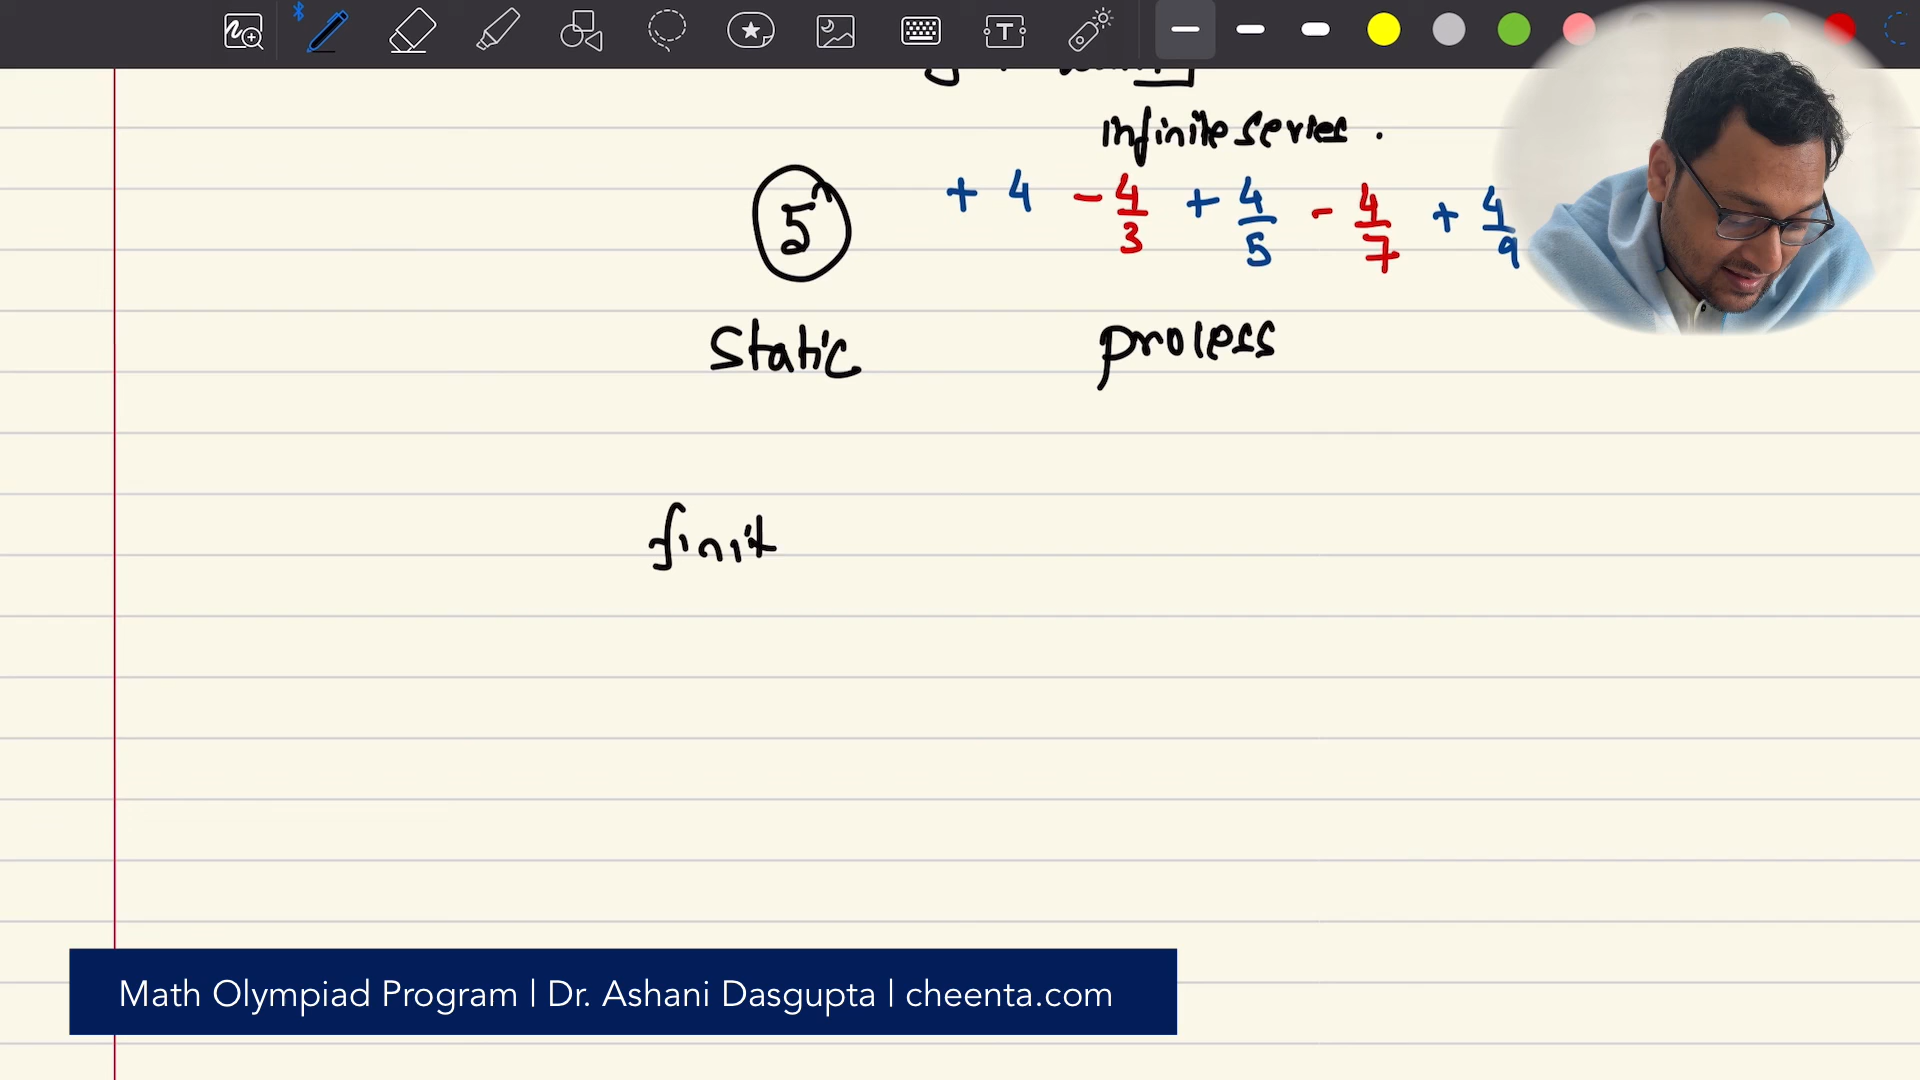 infinite series.
5 + 4 - 4/3 + 4/5 - 4/7 + 4/9
static process
finit
Math Olympiad Program | Dr. Ashani Dasgupta | cheenta.com